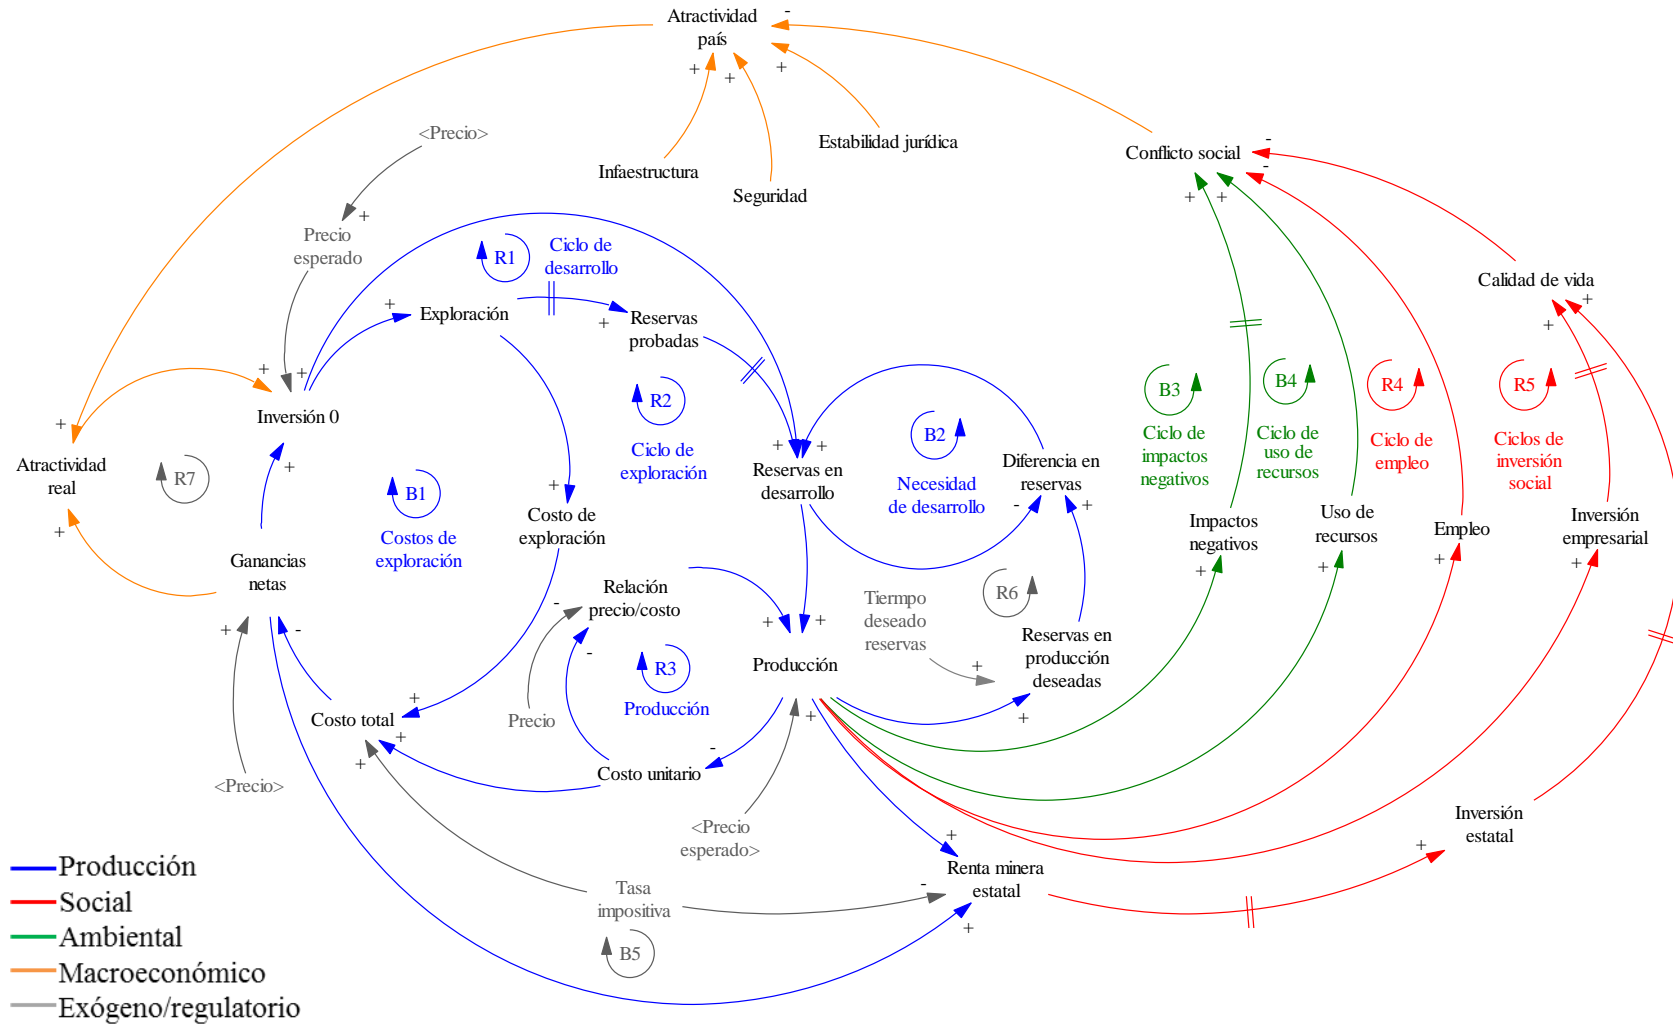 Atractividad
país
Infaestructura
Seguridad
Estabilidad jurídica
<Precio>
Precio
esperado
Conflicto social
Calidad de vida
R1
Ciclo de
desarrollo
Exploración
Reservas
probadas
Inversión 0
R2
Ciclo de
exploración
B3
Ciclo de
impactos
negativos
B4
Ciclo de
uso de
recursos
R4
Ciclo de
empleo
R5
Ciclos de
inversión
social
Atractividad
real
R7
B1
Costos de
exploración
Costo de
exploración
Reservas en
desarrollo
B2
Necesidad
de desarrollo
Diferencia en
reservas
Impactos
negativos
Uso de
recursos
Empleo
Inversión
empresarial
Ganancias
netas
Relación
precio/costo
Tiermpo
deseado
reservas
R6
Reservas en
producción
deseadas
R3
Producción
Producción
Precio
Costo total
Costo unitario
<Precio>
<Precio
esperado>
Inversión
estatal
Renta minera
estatal
Tasa
impositiva
B5
Producción
Social
Ambiental
Macroeconómico
Exógeno/regulatorio